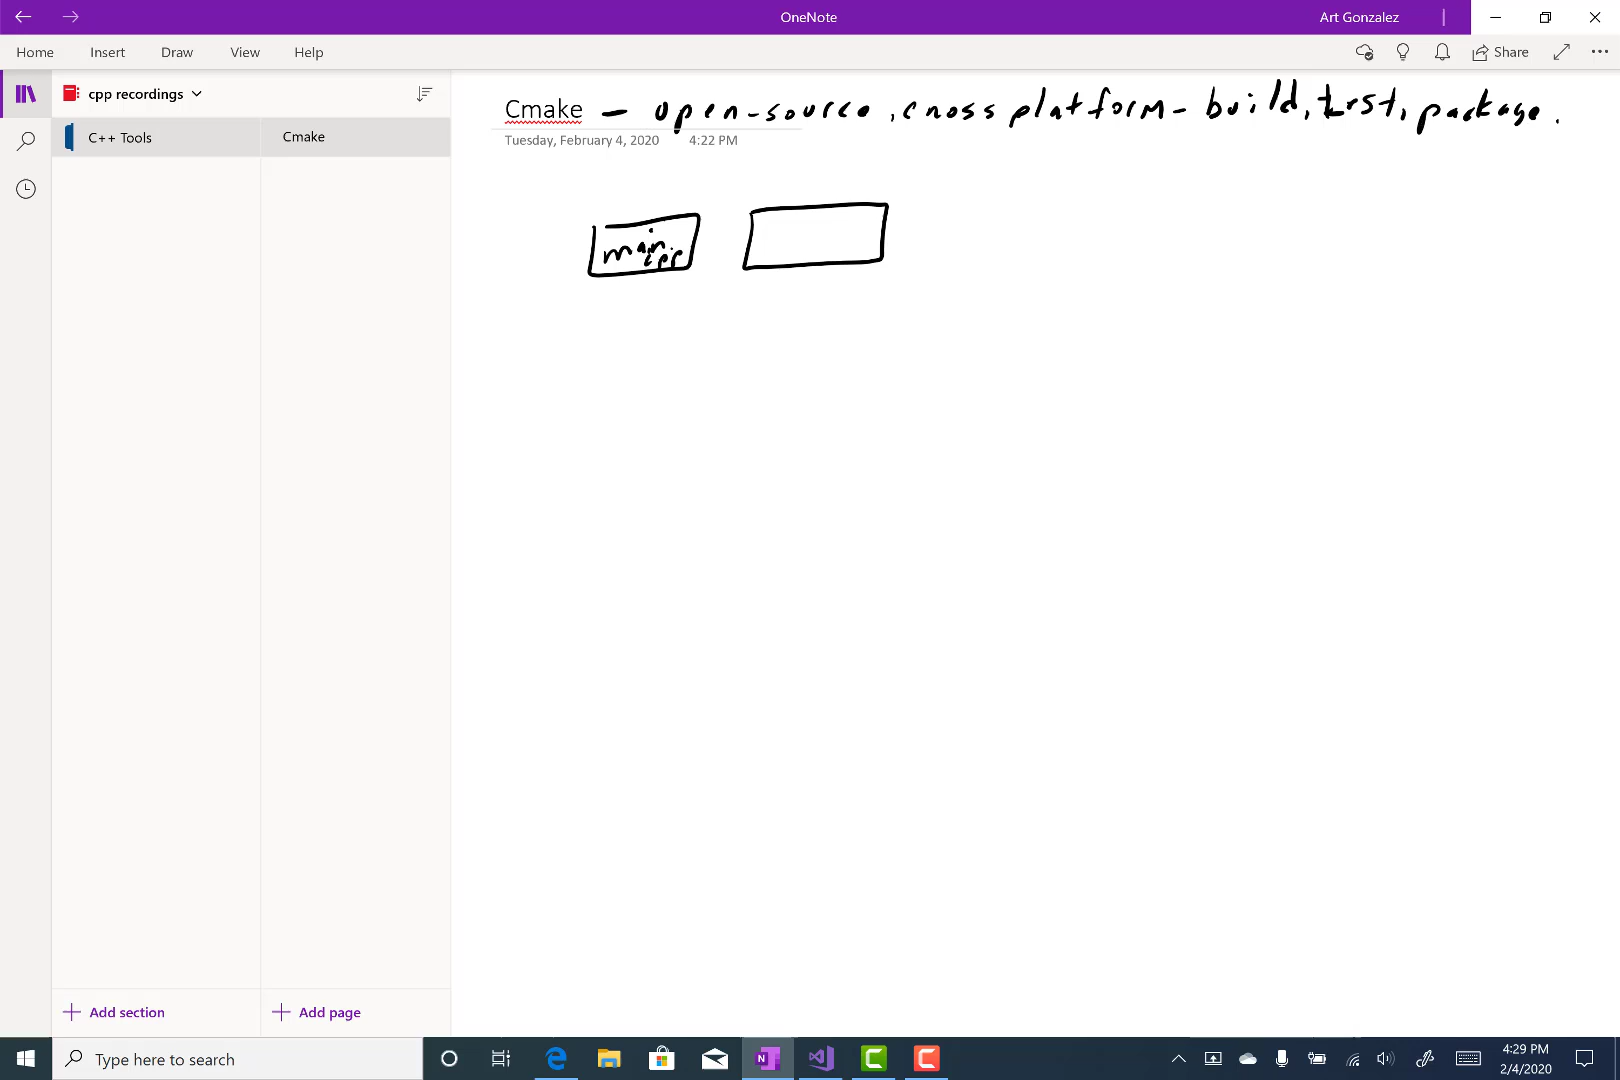 OneNote
Art Gonzalez
Home Insert Draw View Help
Share
cpp recordings
C++ Tools
Cmake
Cmake - open-source, cross platform - build, test, package.
Tuesday, February 4, 2020 4:22 PM
main.cpp
Add section
Add page
Type here to search
4:29 PM
2/4/2020